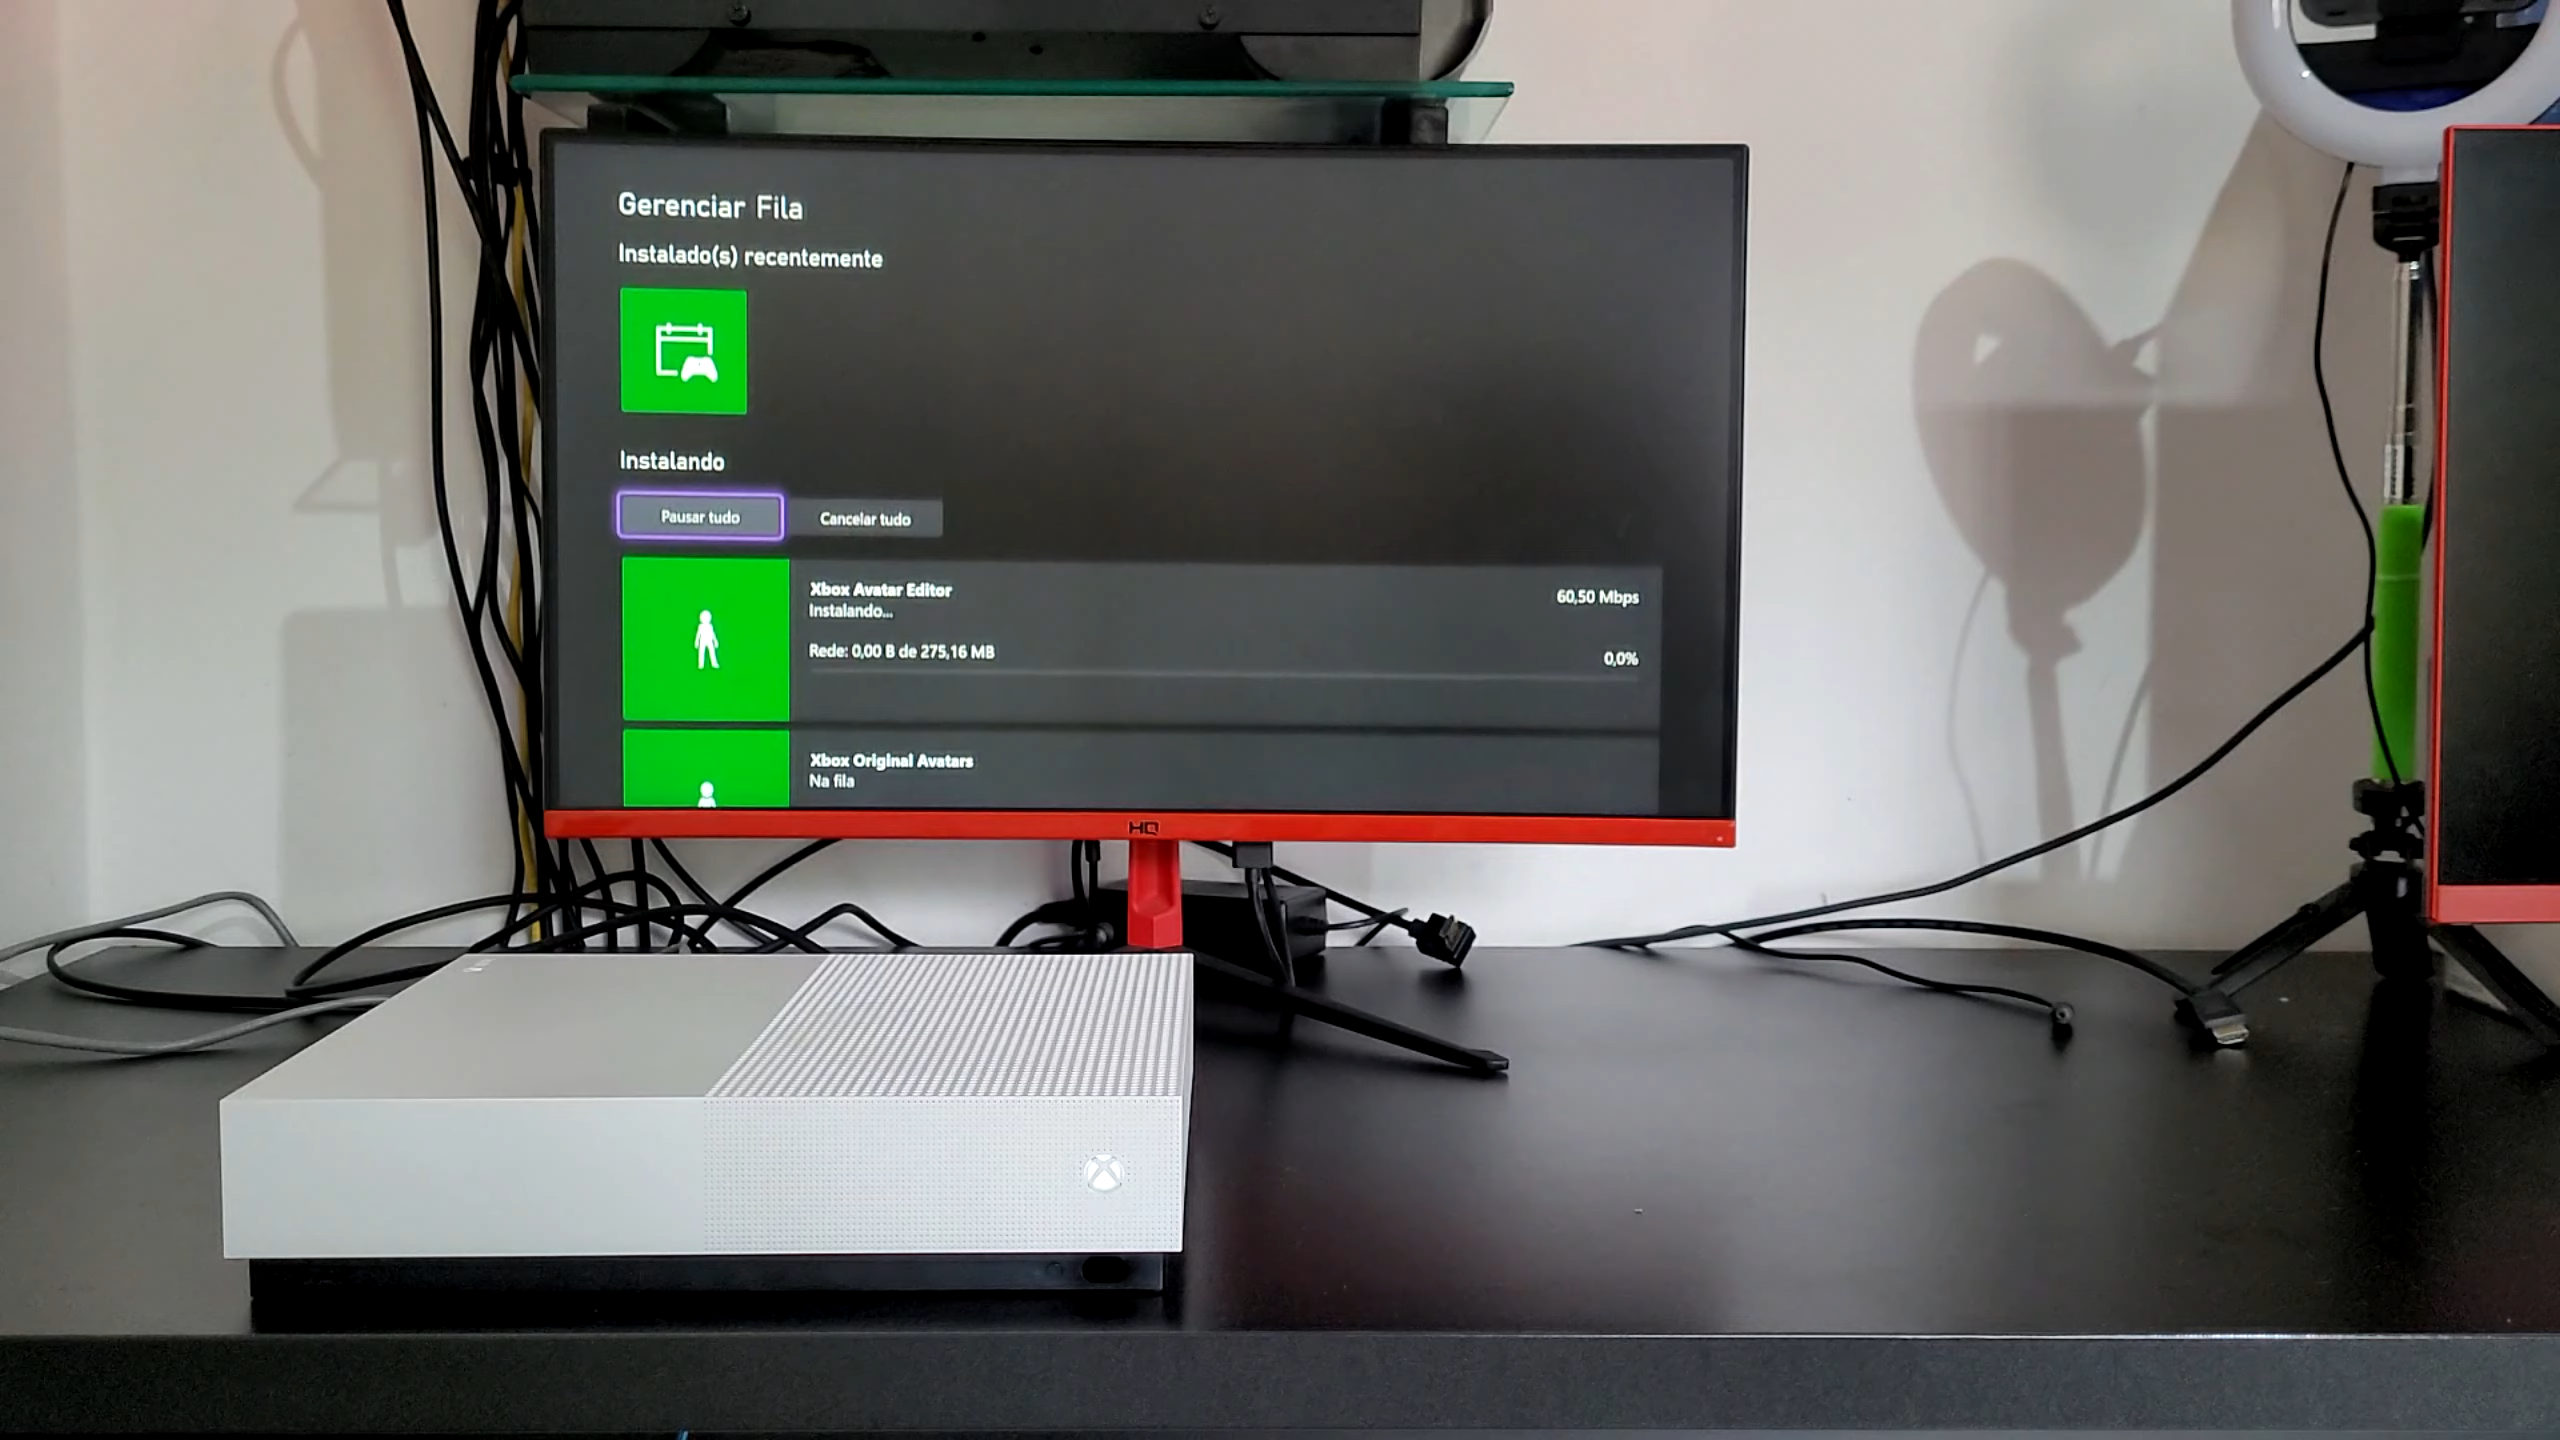 Gerenciar Fila
Instalado(s) recentemente
Instalando
Pausar tudo
Cancelar tudo
Xbox Avatar Editor
60,50 Mbps
Instalando...
Rede: 0,00 B de 275,16 MB
0,0%
Xbox Original Avatars
Na fila
HQ